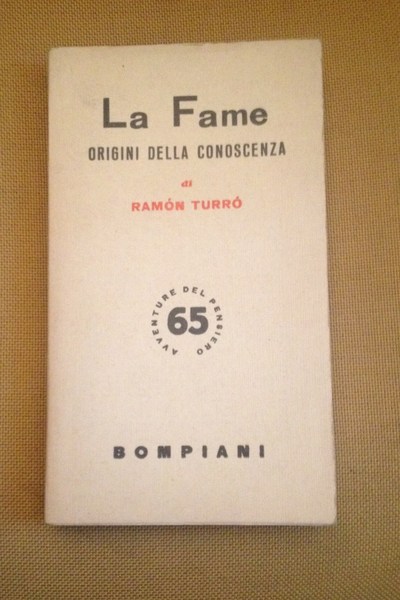 La Fame
ORIGINI DELLA CONOSCENZA
di
RAMÓN TURRÓ
AVVENTURE DEL PENSIERO
65
BOMPIANI